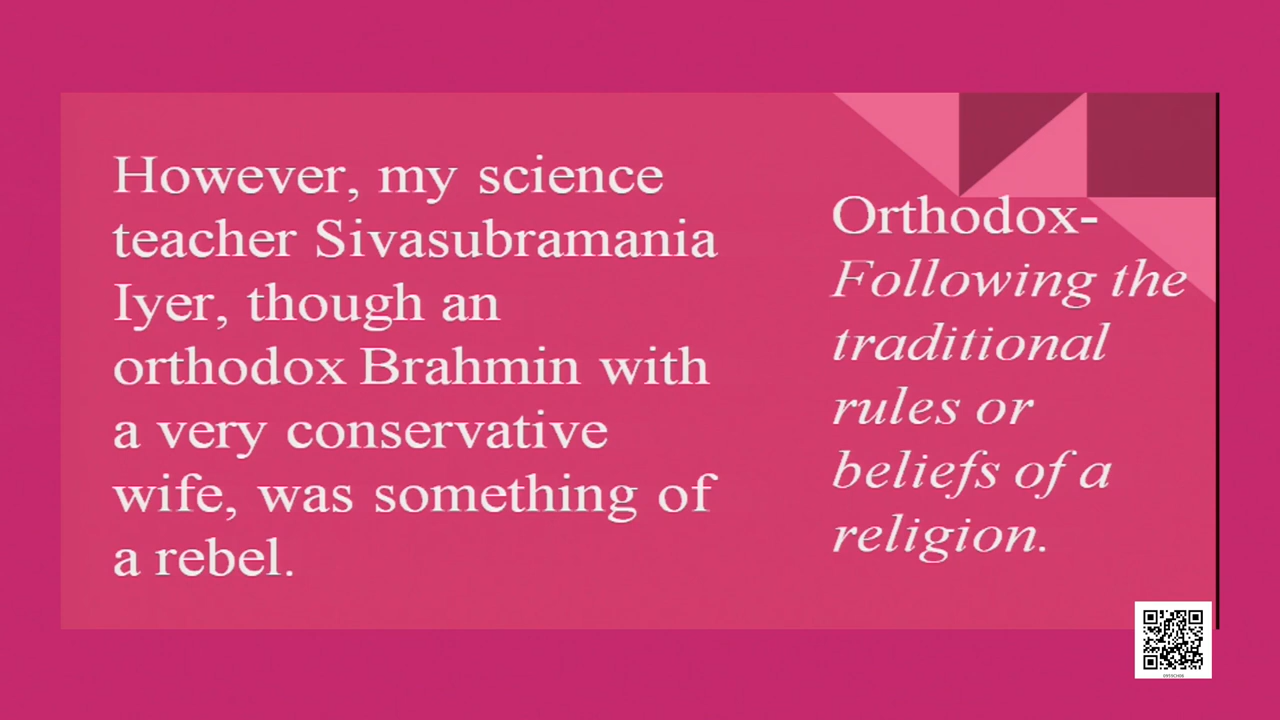 However, my science
teacher Sivasubramania
Iyer, though an
orthodox Brahmin with
a very conservative
wife, was something of
a rebel.
Orthodox-
Following the
traditional
rules or
beliefs of a
religion.